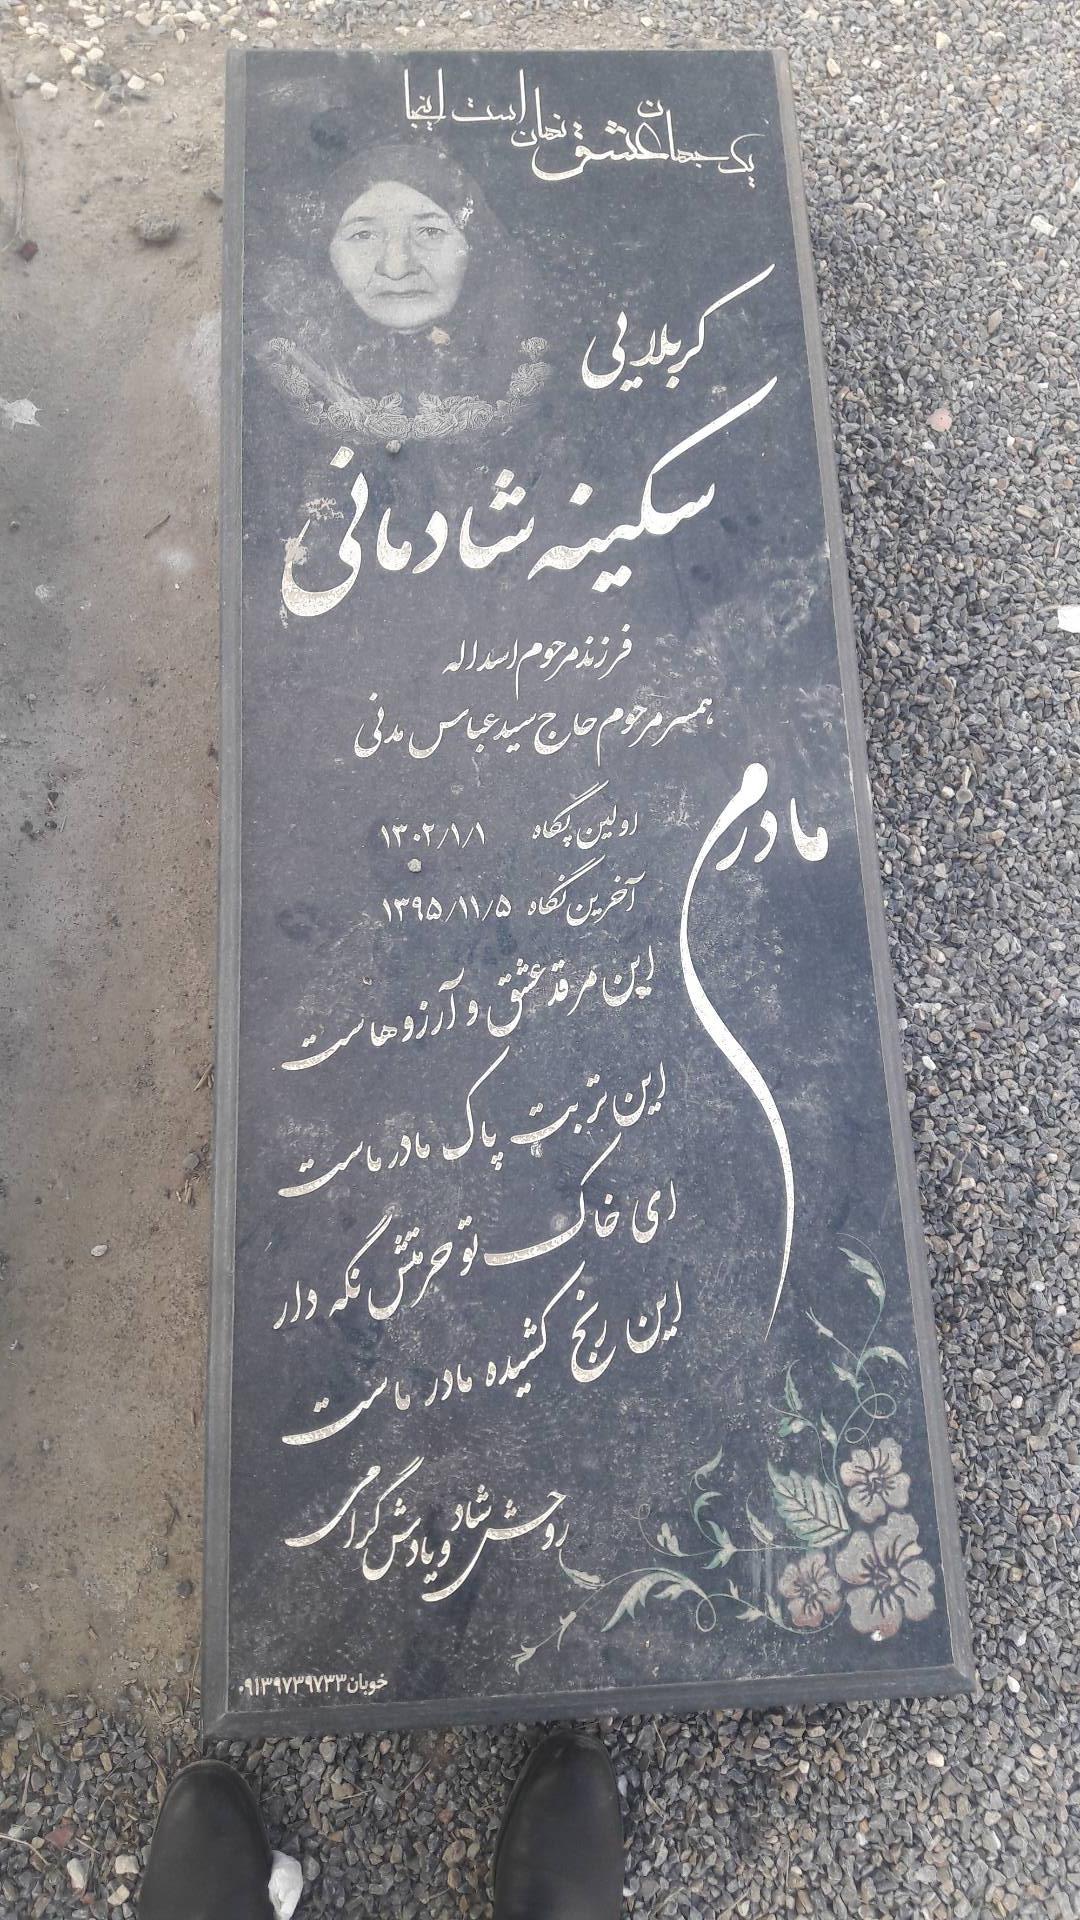 یک جهان عشق نهان است اینجا
کربلایی
سکینه شادمانی
فرزند مرحوم اسداله
همسر مرحوم حاج سید عباس مدنی
مادرم
اولین پگاه ۱۳۰۲/۱/۱
آخرین نگاه ۱۳۹۵/۱۱/۵
این مرقد عشق و آرزوهاست
این تربت پاک مادر ماست
ای خاک تو حرمتش نگه دار
این رنج کشیده مادر ماست
روحش شاد و یادش گرامی
خوبان ۰۹۱۳۹۷۳۹۷۳۳